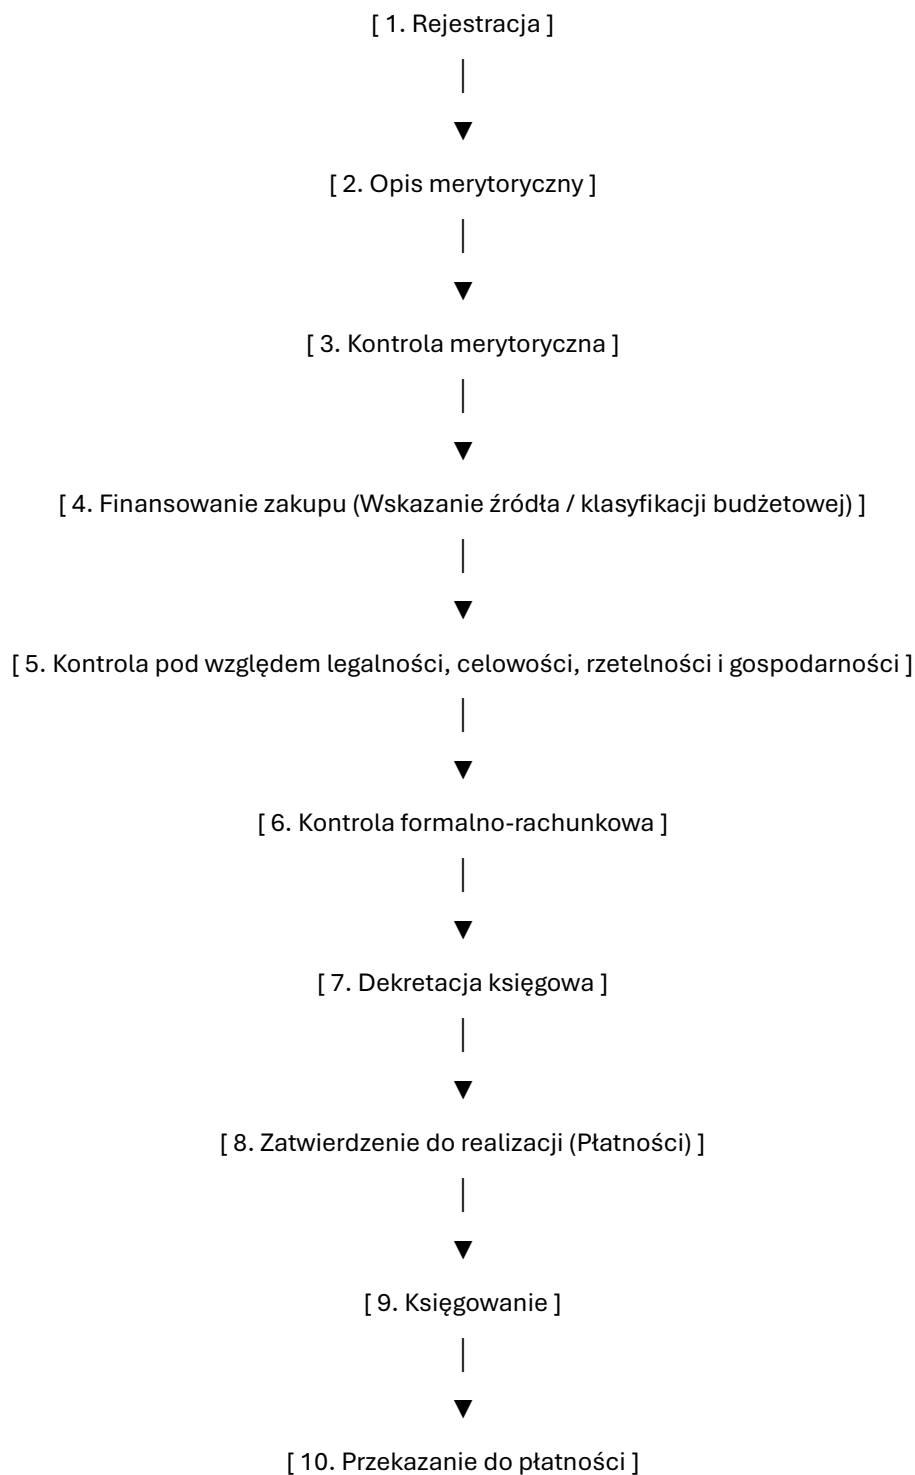 [ 1. Rejestracja ]
│
▼
[ 2. Opis merytoryczny ]
│
▼
[ 3. Kontrola merytoryczna ]
│
▼
[ 4. Finansowanie zakupu (Wskazanie źródła / klasyfikacji budżetowej) ]
│
▼
[ 5. Kontrola pod względem legalności, celowości, rzetelności i gospodarności ]
│
▼
[ 6. Kontrola formalno-rachunkowa ]
│
▼
[ 7. Dekretacja księgowa ]
│
▼
[ 8. Zatwierdzenie do realizacji (Płatności) ]
│
▼
[ 9. Księgowanie ]
│
▼
[ 10. Przekazanie do płatności ]